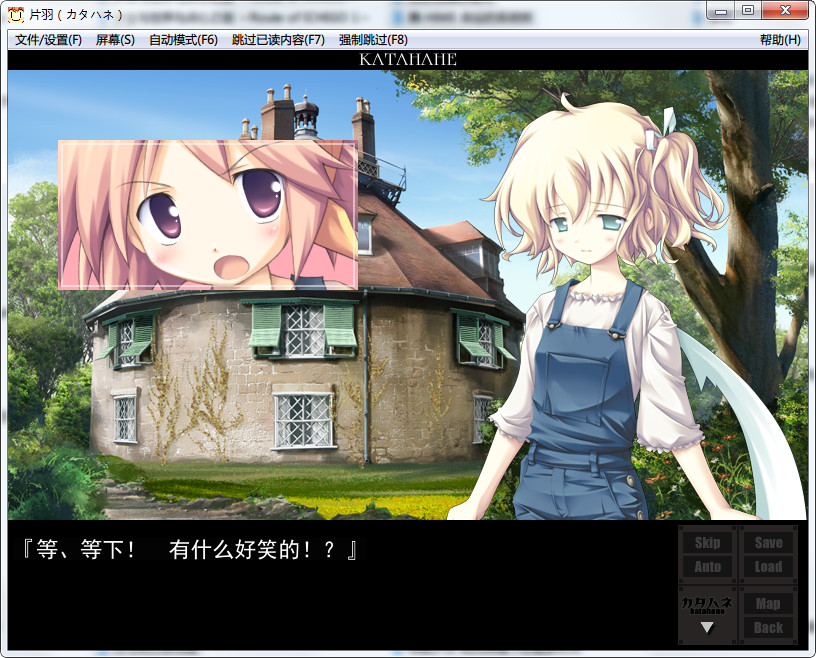 片羽 ( カタハネ )
文件/设置(F) 屏幕(S) 自动模式(F6) 跳过已读内容(F7) 强制跳过(F8) 帮助(H)
KATAHAHE
『等、等下！ 有什么好笑的！？』
Skip Save
Auto Load
カタハネ
katahane
Map
Back